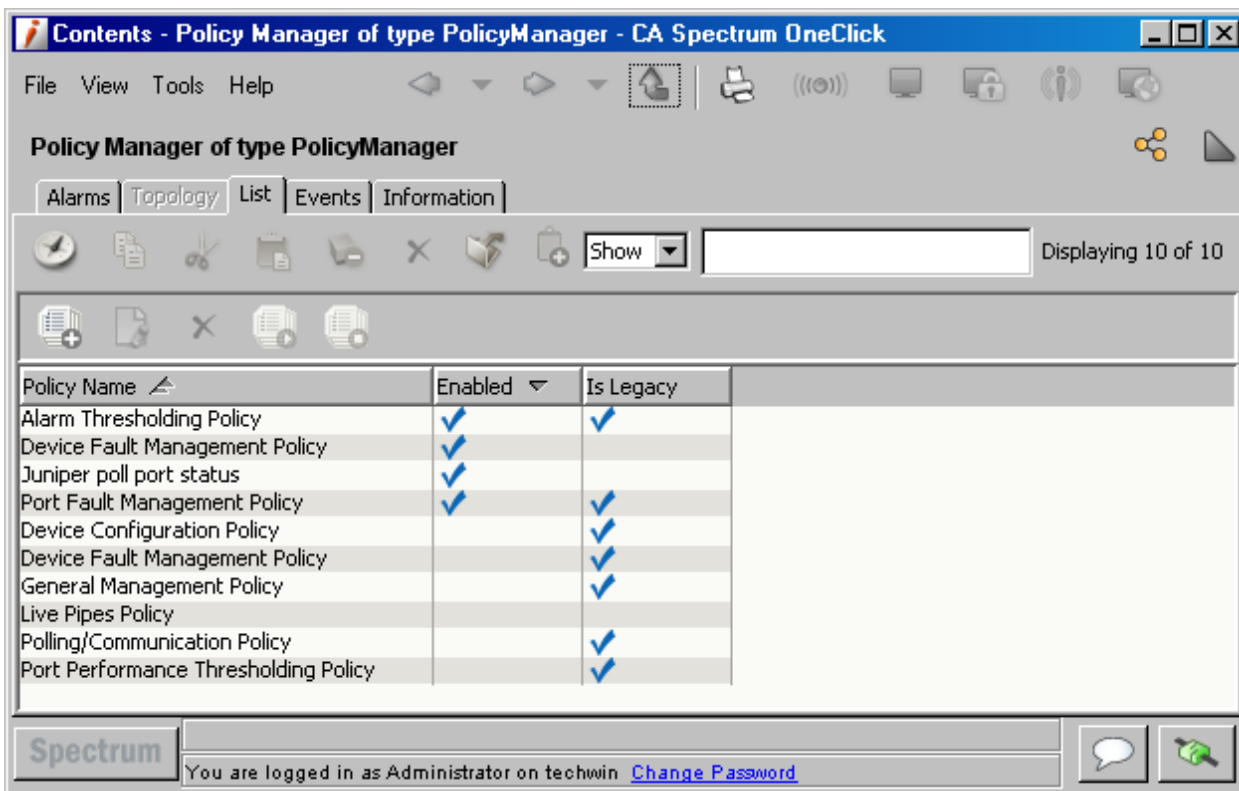 Contents - Policy Manager of type PolicyManager - CA Spectrum OneClick
File View Tools Help
Policy Manager of type PolicyManager
Alarms Topology List Events Information
Show Displaying 10 of 10
Policy Name Enabled Is Legacy
Alarm Thresholding Policy
Device Fault Management Policy
Juniper poll port status
Port Fault Management Policy
Device Configuration Policy
Device Fault Management Policy
General Management Policy
Live Pipes Policy
Polling/Communication Policy
Port Performance Thresholding Policy
Spectrum
You are logged in as Administrator on techwin Change Password